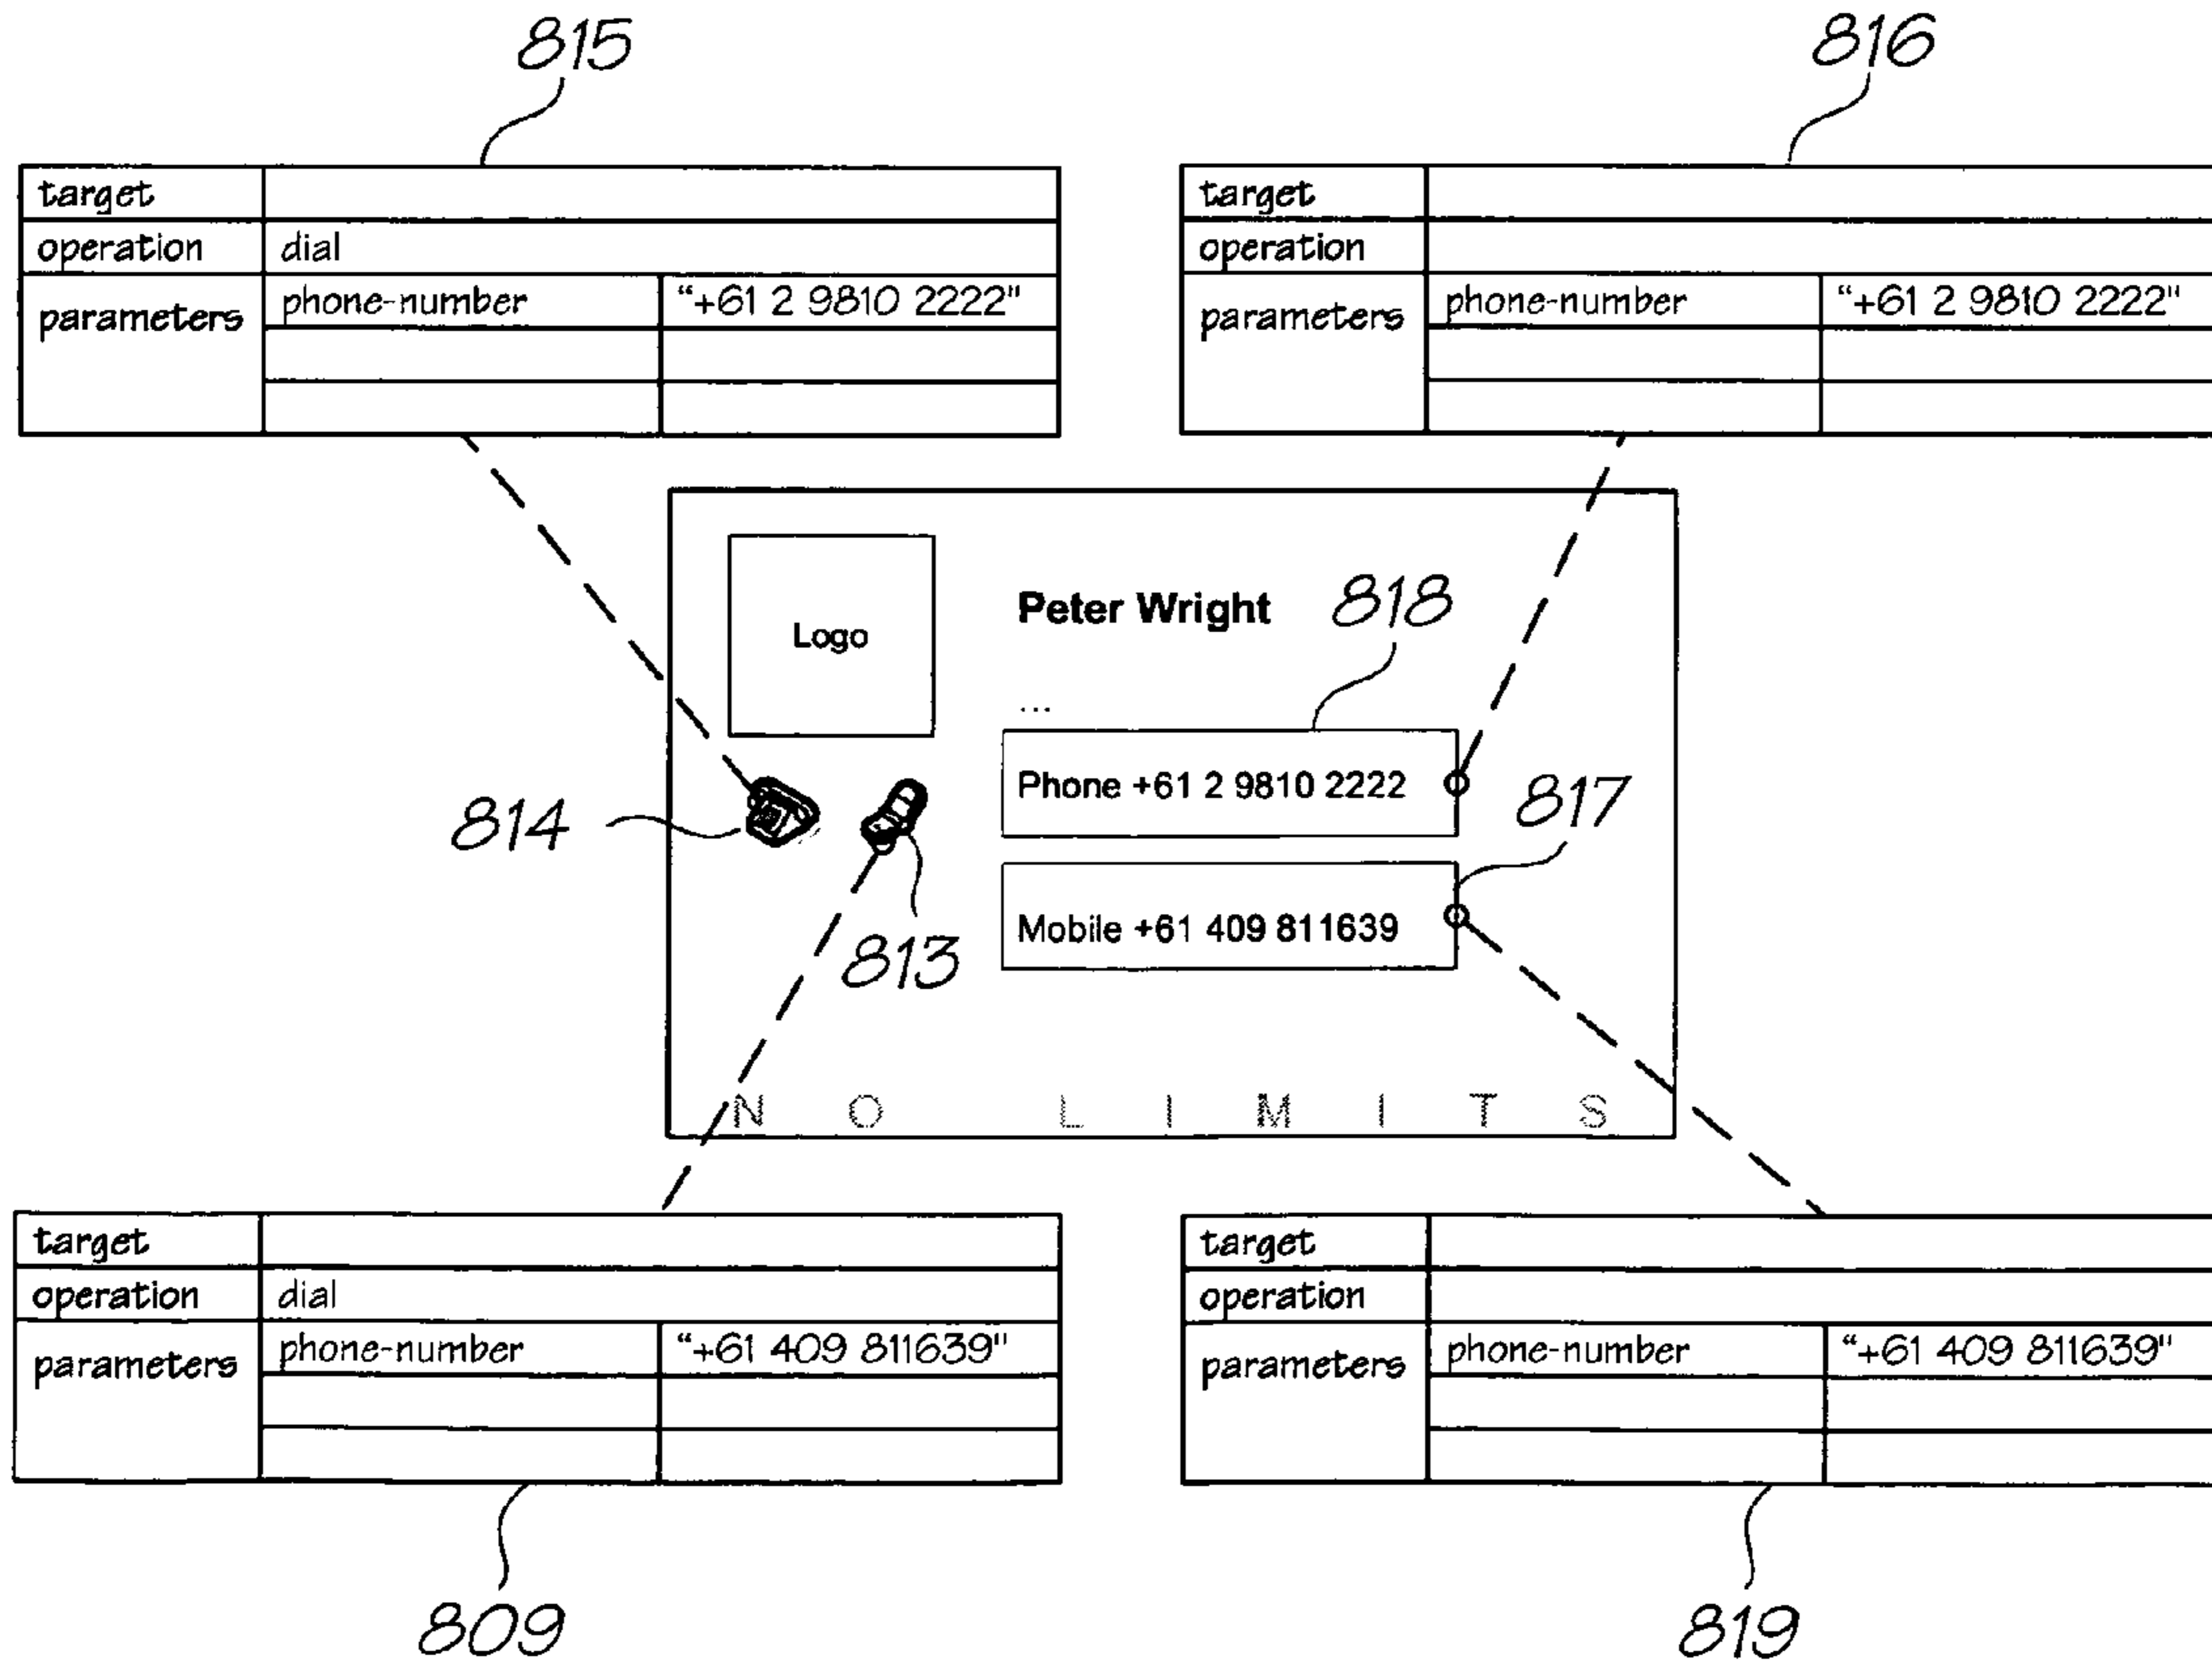 815
816
target
operation dial
parameters phone-number "+61 2 9810 2222"
target
operation
parameters phone-number "+61 2 9810 2222"
Logo
Peter Wright
818
...
Phone +61 2 9810 2222
814
817
Mobile +61 409 811639
813
NO LIMITS
target
operation dial
parameters phone-number "+61 409 811639"
target
operation
parameters phone-number "+61 409 811639"
809
819